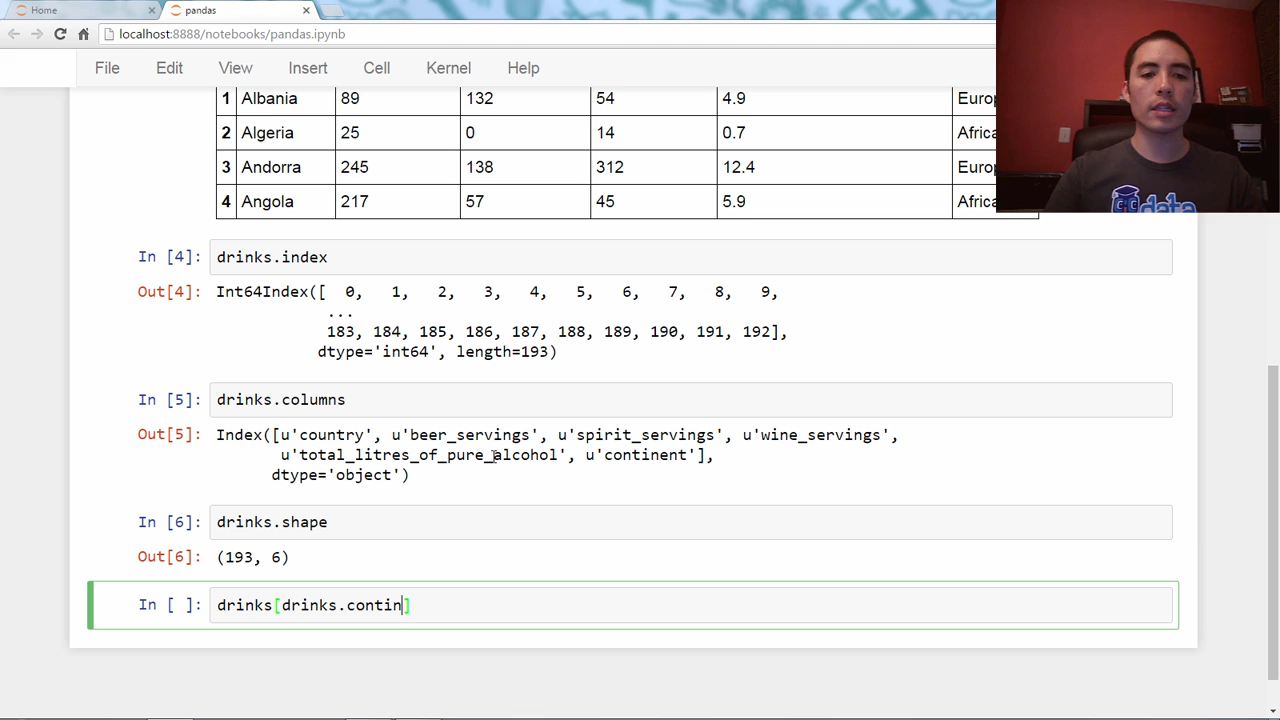 Home
pandas
localhost:8888/notebooks/pandas.ipynb
File Edit View Insert Cell Kernel Help
1 Albania 89 132 54 4.9 Euro
2 Algeria 25 0 14 0.7 Africa
3 Andorra 245 138 312 12.4 Euro
4 Angola 217 57 45 5.9 Africa
data
In [4]: drinks.index
Out[4]: Int64Index([  0,   1,   2,   3,   4,   5,   6,   7,   8,   9,
...
183, 184, 185, 186, 187, 188, 189, 190, 191, 192],
dtype='int64', length=193)
In [5]: drinks.columns
Out[5]: Index([u'country', u'beer_servings', u'spirit_servings', u'wine_servings',
u'total_litres_of_pure_alcohol', u'continent'],
dtype='object')
In [6]: drinks.shape
Out[6]: (193, 6)
In [ ]: drinks[drinks.contin]